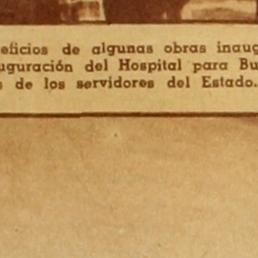 eficios de algunas obras inaug
uguración del Hospital para Bu
de los servidores del Estado.